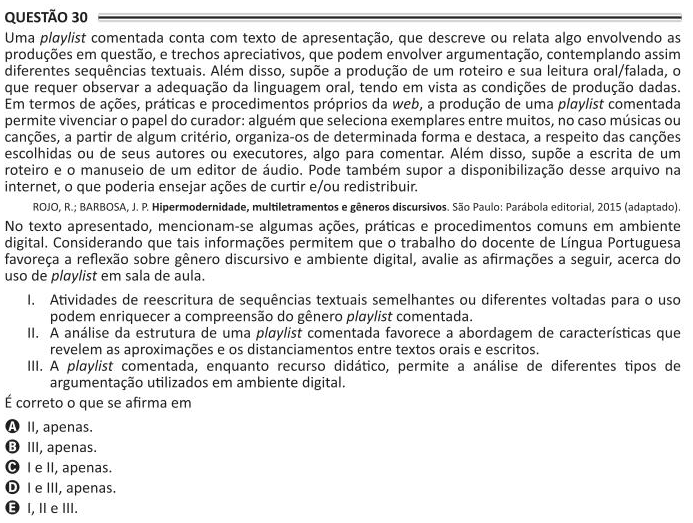 QUESTÃO 30
Uma playlist comentada conta com texto de apresentação, que descreve ou relata algo envolvendo as
produções em questão, e trechos apreciativos, que podem envolver argumentação, contemplando assim
diferentes sequências textuais. Além disso, supõe a produção de um roteiro e sua leitura oral/falada, o
que requer observar a adequação da linguagem oral, tendo em vista as condições de produção dadas.
Em termos de ações, práticas e procedimentos próprios da web, a produção de uma playlist comentada
permite vivenciar o papel do curador: alguém que seleciona exemplares entre muitos, no caso músicas ou
canções, a partir de algum critério, organiza-os de determinada forma e destaca, a respeito das canções
escolhidas ou de seus autores ou executores, algo para comentar. Além disso, supõe a escrita de um
roteiro e o manuseio de um editor de áudio. Pode também supor a disponibilização desse arquivo na
internet, o que poderia ensejar ações de curtir e/ou redistribuir.
ROJO, R.; BARBOSA, J. P. Hipermodernidade, multiletramentos e gêneros discursivos. São Paulo: Parábola editorial, 2015 (adaptado).
No texto apresentado, mencionam-se algumas ações, práticas e procedimentos comuns em ambiente
digital. Considerando que tais informações permitem que o trabalho do docente de Língua Portuguesa
favoreça a reflexão sobre gênero discursivo e ambiente digital, avalie as afirmações a seguir, acerca do
uso de playlist em sala de aula.
I. Atividades de reescritura de sequências textuais semelhantes ou diferentes voltadas para o uso
podem enriquecer a compreensão do gênero playlist comentada.
II. A análise da estrutura de uma playlist comentada favorece a abordagem de características que
revelem as aproximações e os distanciamentos entre textos orais e escritos.
III. A playlist comentada, enquanto recurso didático, permite a análise de diferentes tipos de
argumentação utilizados em ambiente digital.
É correto o que se afirma em
A II, apenas.
B III, apenas.
C I e II, apenas.
D I e III, apenas.
E I, II e III.